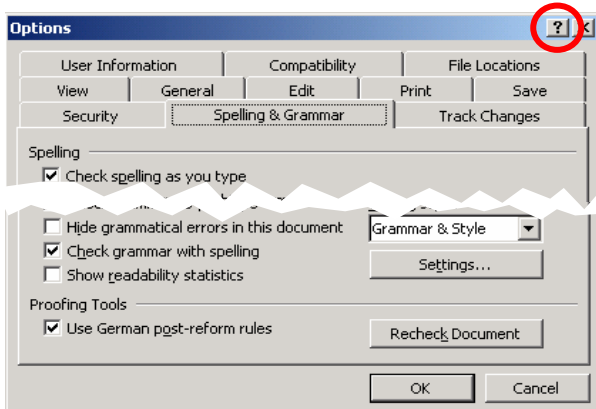 Options ?
User Information Compatibility File Locations
View General Edit Print Save
Security Spelling & Grammar Track Changes
Spelling
Check spelling as you type
Hide grammatical errors in this document Grammar & Style
Check grammar with spelling
Settings...
Show readability statistics
Proofing Tools
Use German post-reform rules Recheck Document
OK Cancel